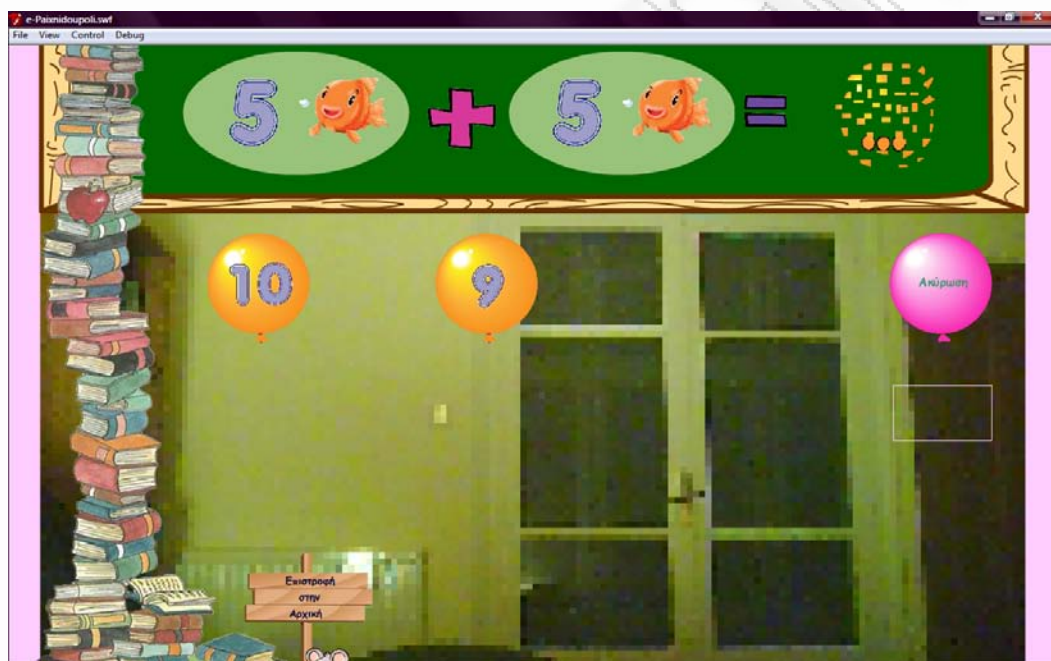 e-Paixnidoupoli.swf
File View Control Debug
5 + 5 =
10 9
Ακύρωση
Επιστροφή
στην
Αρχική